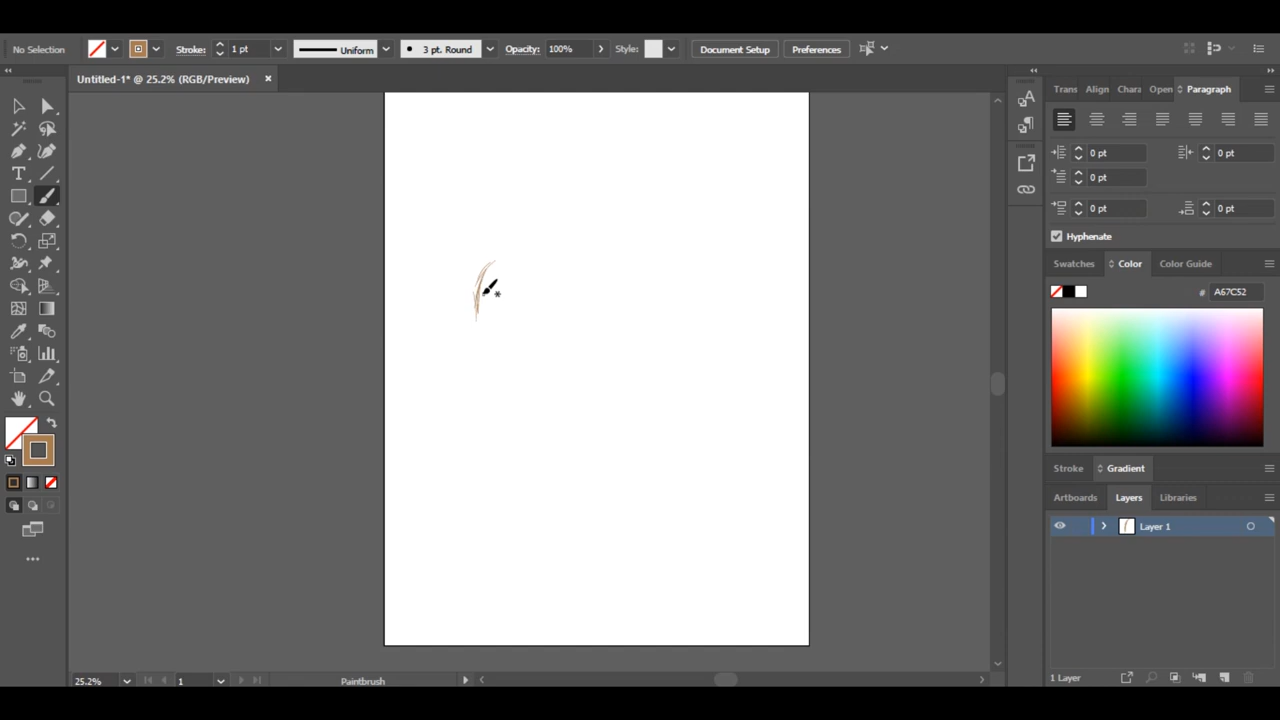 No Selection Stroke: 1 pt Uniform 3 pt. Round Opacity: 100% Style: Document Setup Preferences
Untitled-1* @ 25.2% (RGB/Preview)
Trans Align Chara Open Paragraph
0 pt 0 pt
0 pt
0 pt 0 pt
Hyphenate
Swatches Color Color Guide
# A67C52
Stroke Gradient
Artboards Layers Libraries
Layer 1
25.2% 1 Paintbrush 1 Layer